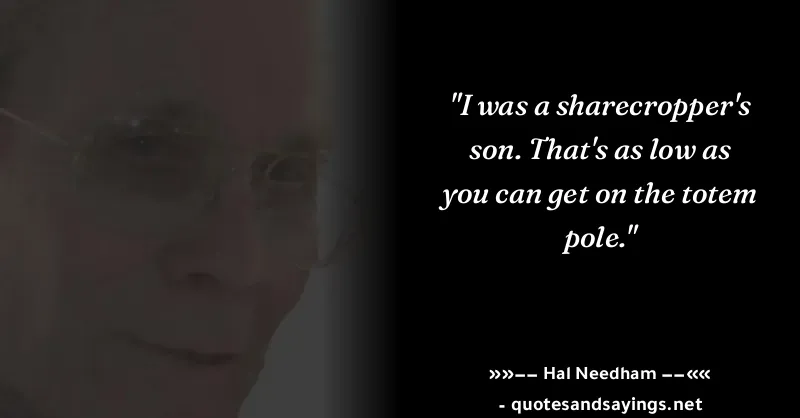 "I was a sharecropper's
son. That's as low as
you can get on the totem
pole."
»»–– Hal Needham ––««
- quotesandsayings.net